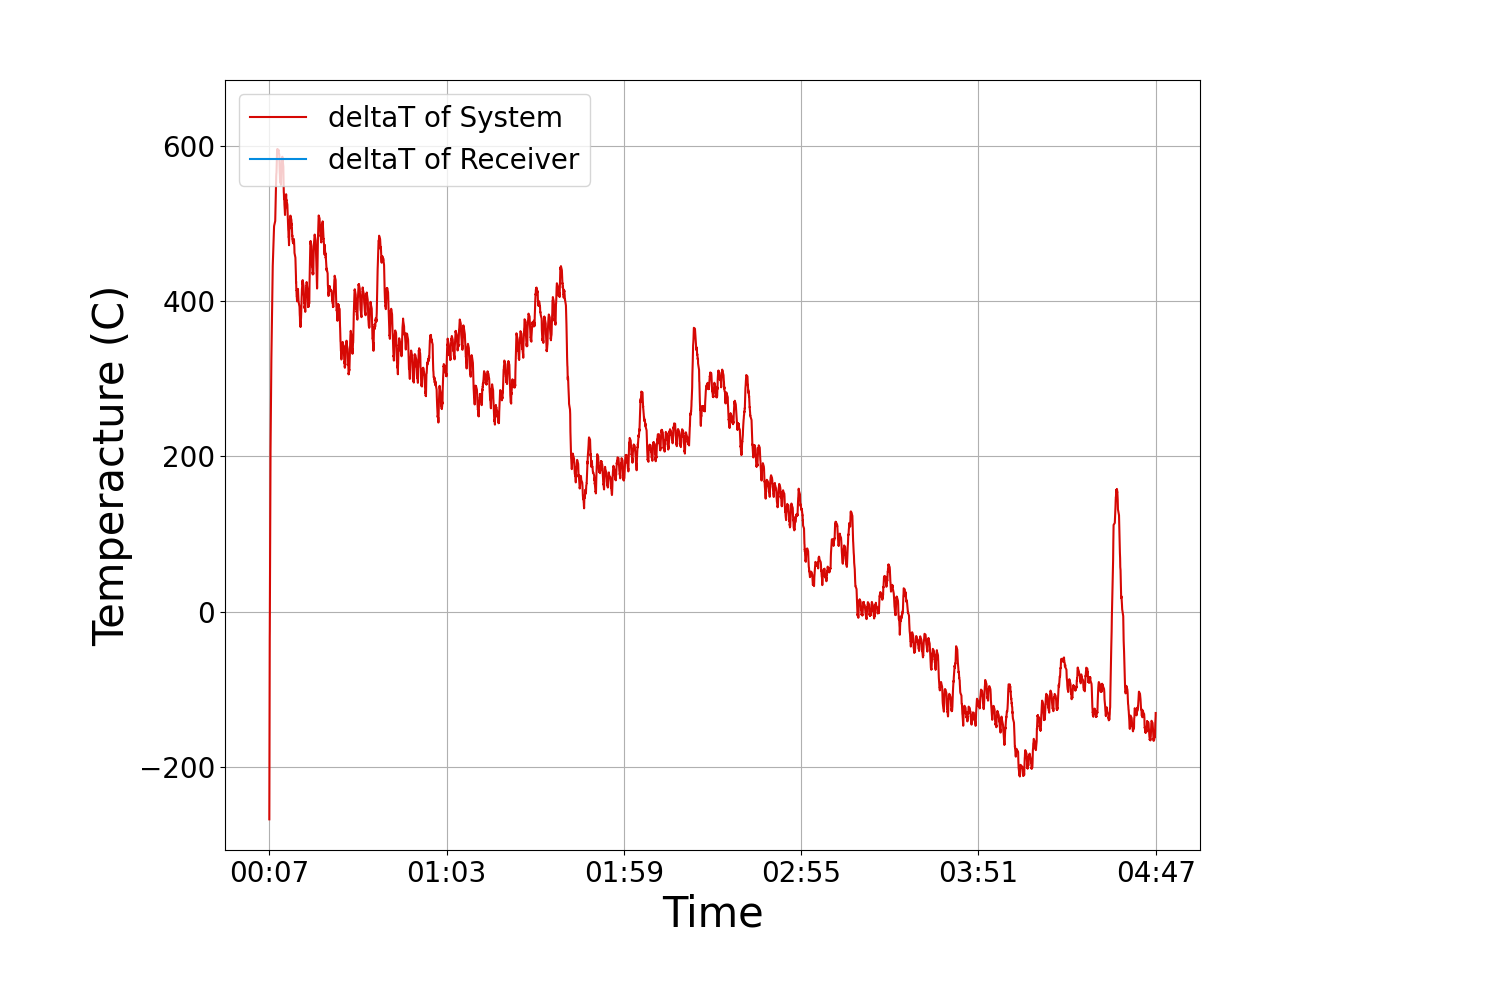 deltaT of System
deltaT of Receiver
600
400
200
0
−200
Temperacture (C)
00:07 01:03 01:59 02:55 03:51 04:47
Time